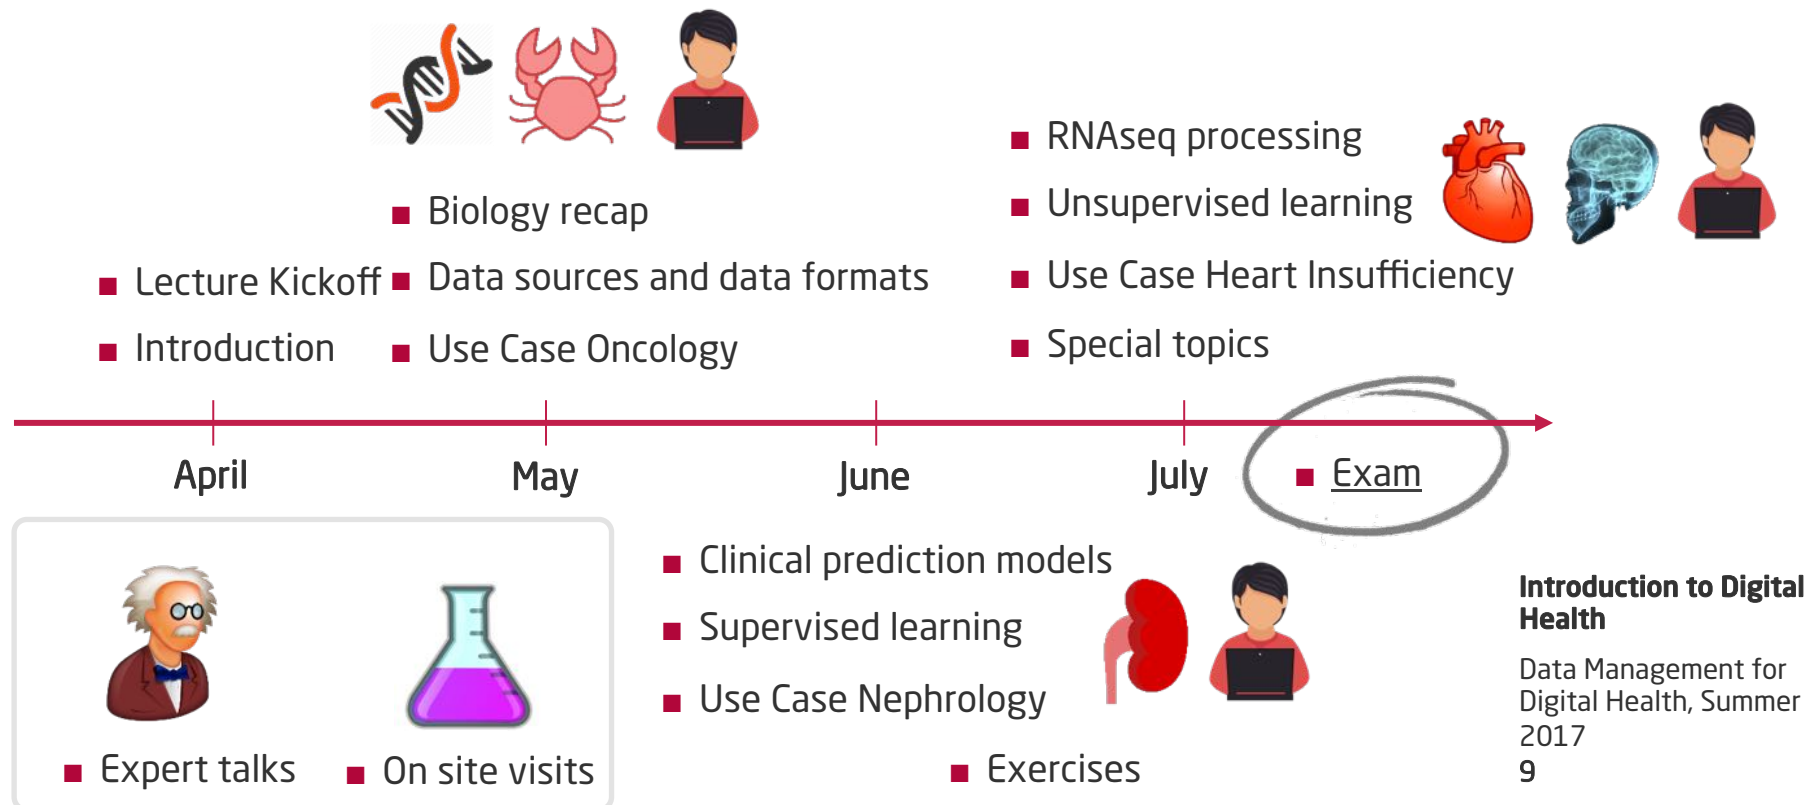 Lecture Kickoff
Introduction
Biology recap
Data sources and data formats
Use Case Oncology
RNAseq processing
Unsupervised learning
Use Case Heart Insufficiency
Special topics
April
May
June
July
Exam
Expert talks
On site visits
Clinical prediction models
Supervised learning
Use Case Nephrology
Exercises
Introduction to Digital
Health
Data Management for
Digital Health, Summer
2017
9